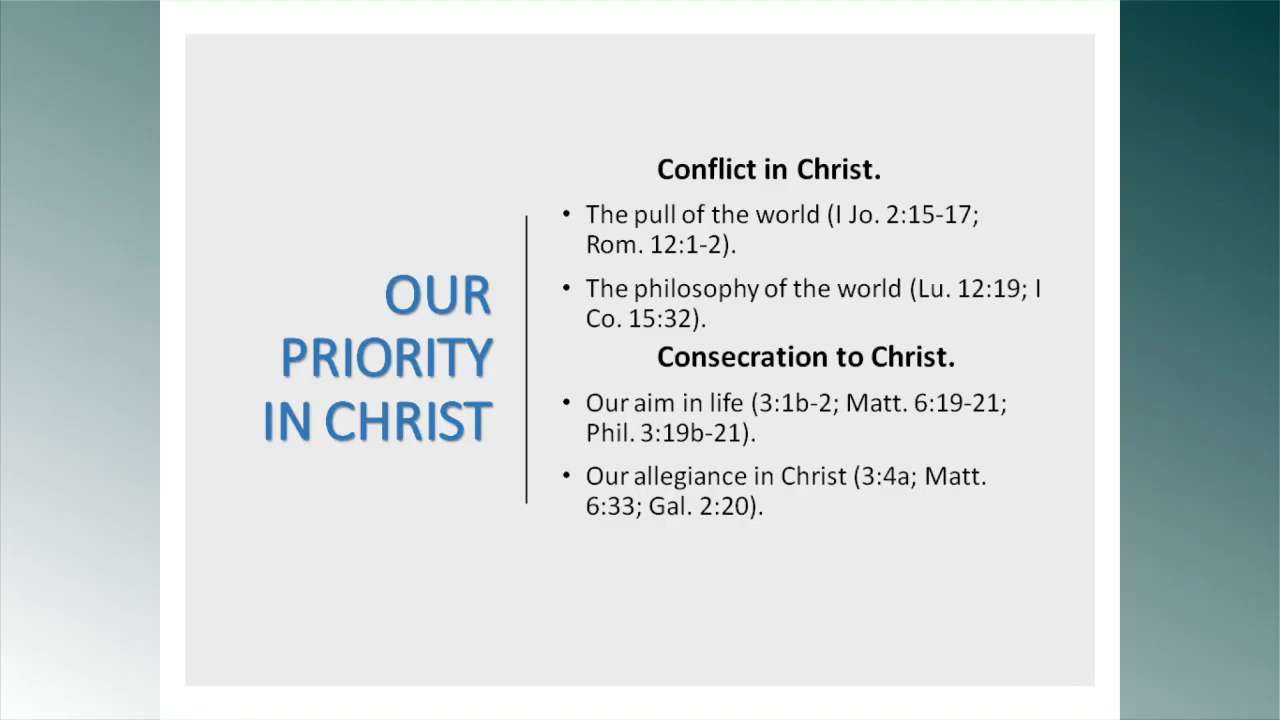 OUR
PRIORITY
IN CHRIST
Conflict in Christ.
• The pull of the world (I Jo. 2:15-17;
Rom. 12:1-2).
• The philosophy of the world (Lu. 12:19; I
Co. 15:32).
Consecration to Christ.
• Our aim in life (3:1b-2; Matt. 6:19-21;
Phil. 3:19b-21).
• Our allegiance in Christ (3:4a; Matt.
6:33; Gal. 2:20).